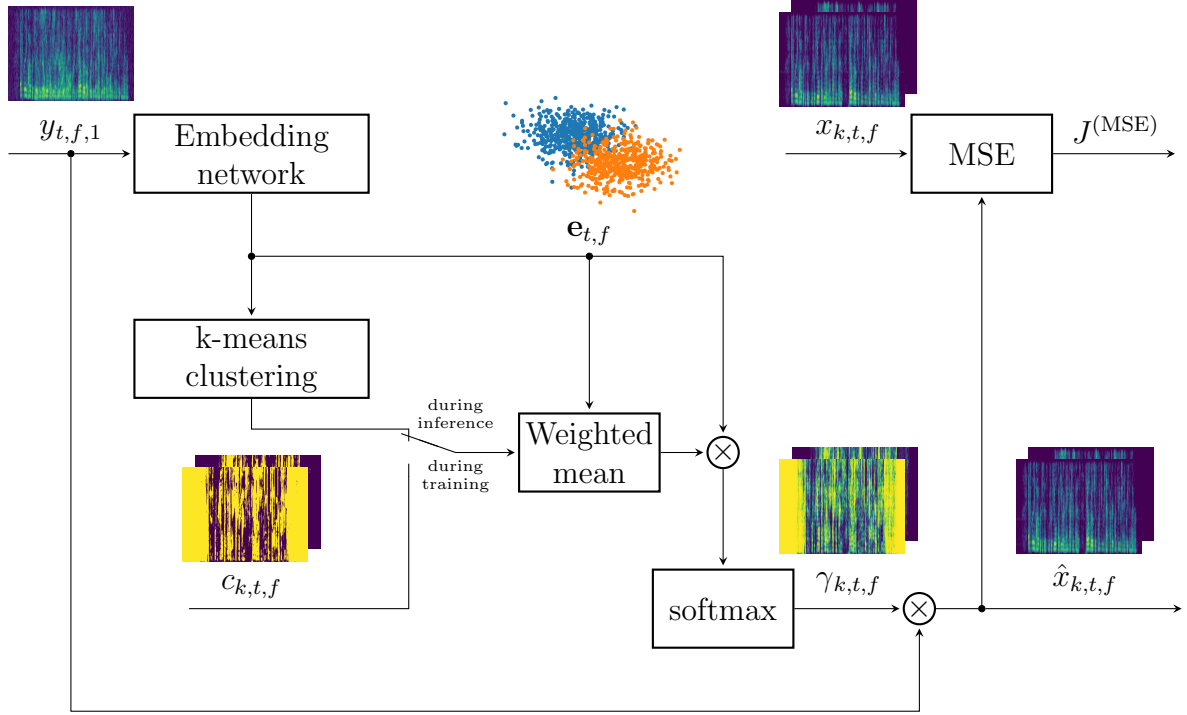 y_{t,f,1}
Embedding
network
e_{t,f}
x_{k,t,f}
MSE
J^{(MSE)}
k-means
clustering
during
inference
during
training
Weighted
mean
×
c_{k,t,f}
softmax
γ_{k,t,f}
×
x̂_{k,t,f}